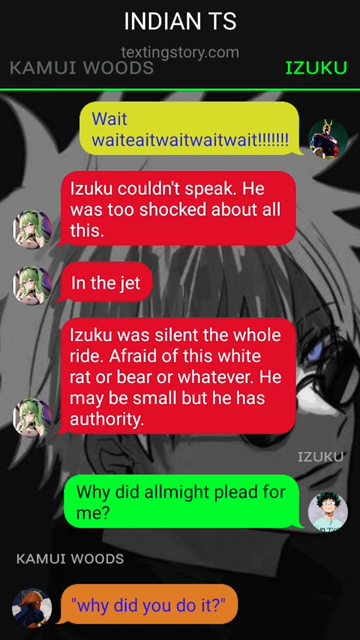 INDIAN TS
textingstory.com
KAMUI WOODS IZUKU
Wait
waiteaitwaitwaitwait!!!!!!!
Izuku couldn't speak. He
was too shocked about all
this.
In the jet
Izuku was silent the whole
ride. Afraid of this white
rat or bear or whatever. He
may be small but he has
authority.
IZUKU
Why did allmight plead for
me?
KAMUI WOODS
"why did you do it?"